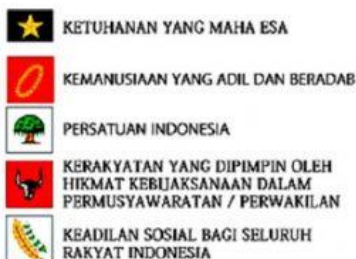 KETUHANAN YANG MAHA ESA
KEMANUSIAAN YANG ADIL DAN BERADAB
PERSATUAN INDONESIA
KERAKYATAN YANG DIPIMPIN OLEH
HIKMAT KEBIJAKSANAAN DALAM
PERMUSYAWARATAN / PERWAKILAN
KEADILAN SOSIAL BAGI SELURUH
RAKYAT INDONESIA